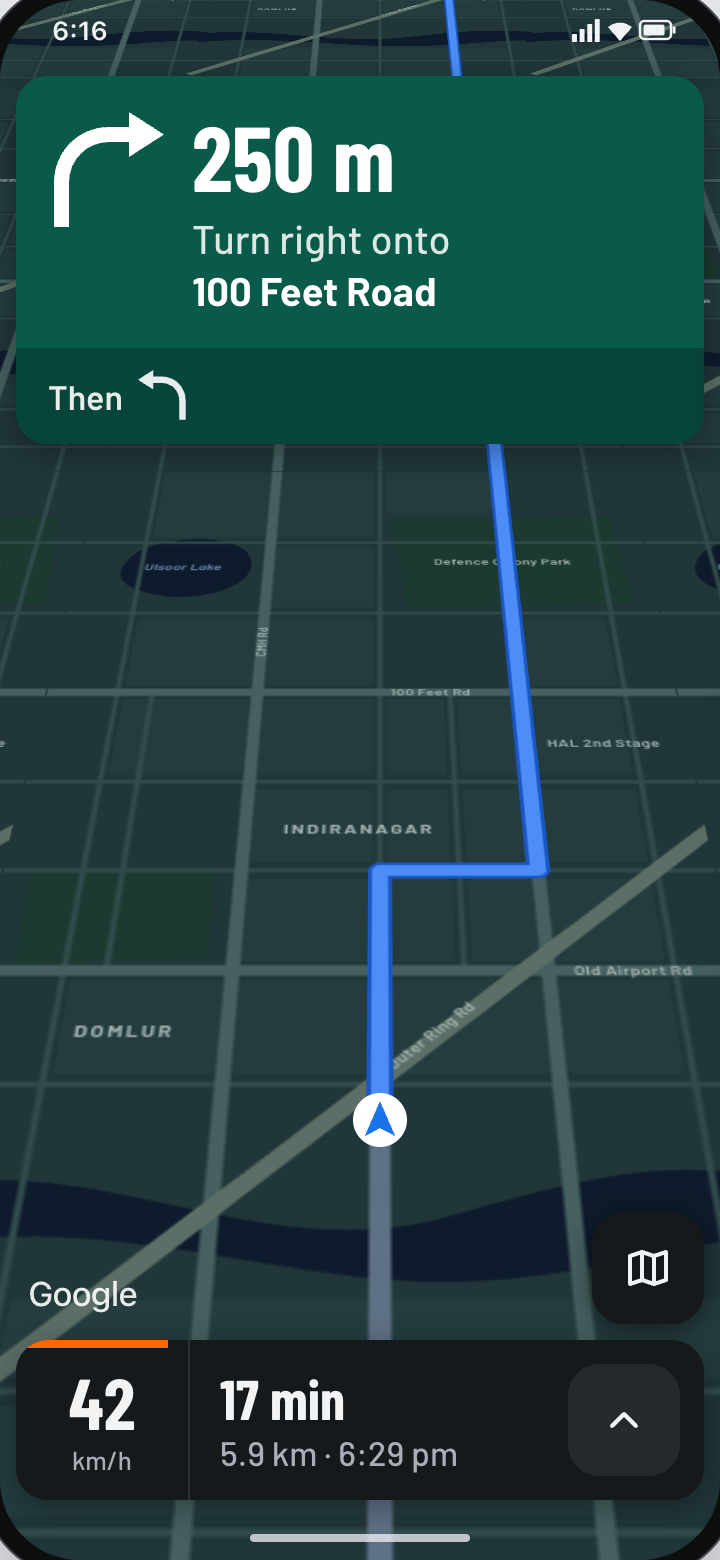 6:16
250 m
Turn right onto
100 Feet Road
Then
Ulsoor Lake
Defence Colony Park
CMH Rd
100 Feet Rd
HAL 2nd Stage
INDIRANAGAR
Old Airport Rd
DOMLUR
Outer Ring Rd
Google
42
km/h
17 min
5.9 km · 6:29 pm